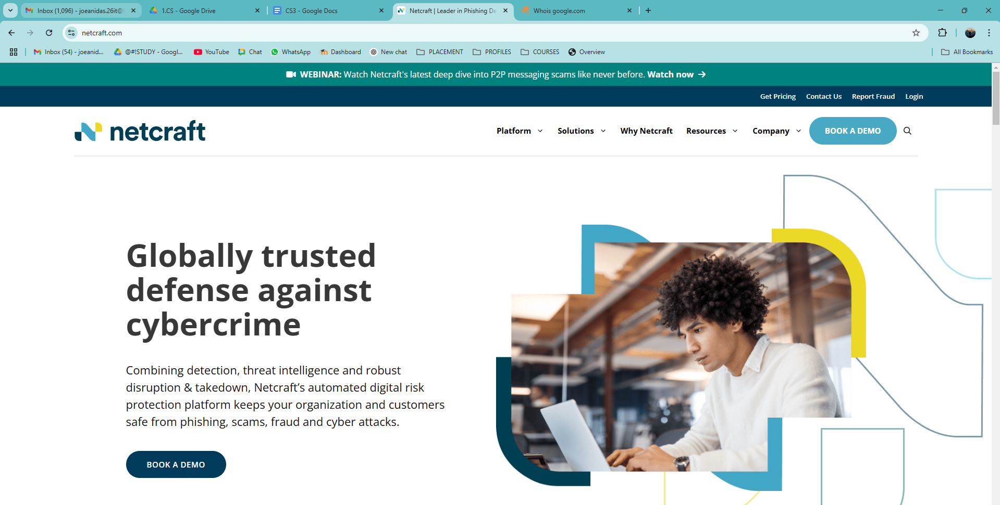 Inbox (1,096) - joeanidas.26it@
1.CS - Google Drive
CS3 - Google Docs
Netcraft | Leader in Phishing De
Whois google.com
netcraft.com
Inbox (54) - joeanid...
@#!STUDY - Googl...
YouTube
Chat
WhatsApp
Dashboard
New chat
PLACEMENT
PROFILES
COURSES
Overview
All Bookmarks
WEBINAR: Watch Netcraft's latest deep dive into P2P messaging scams like never before. Watch now →
Get Pricing
Contact Us
Report Fraud
Login
netcraft
Platform
Solutions
Why Netcraft
Resources
Company
BOOK A DEMO
Globally trusted
defense against
cybercrime
Combining detection, threat intelligence and robust
disruption & takedown, Netcraft’s automated digital risk
protection platform keeps your organization and customers
safe from phishing, scams, fraud and cyber attacks.
BOOK A DEMO